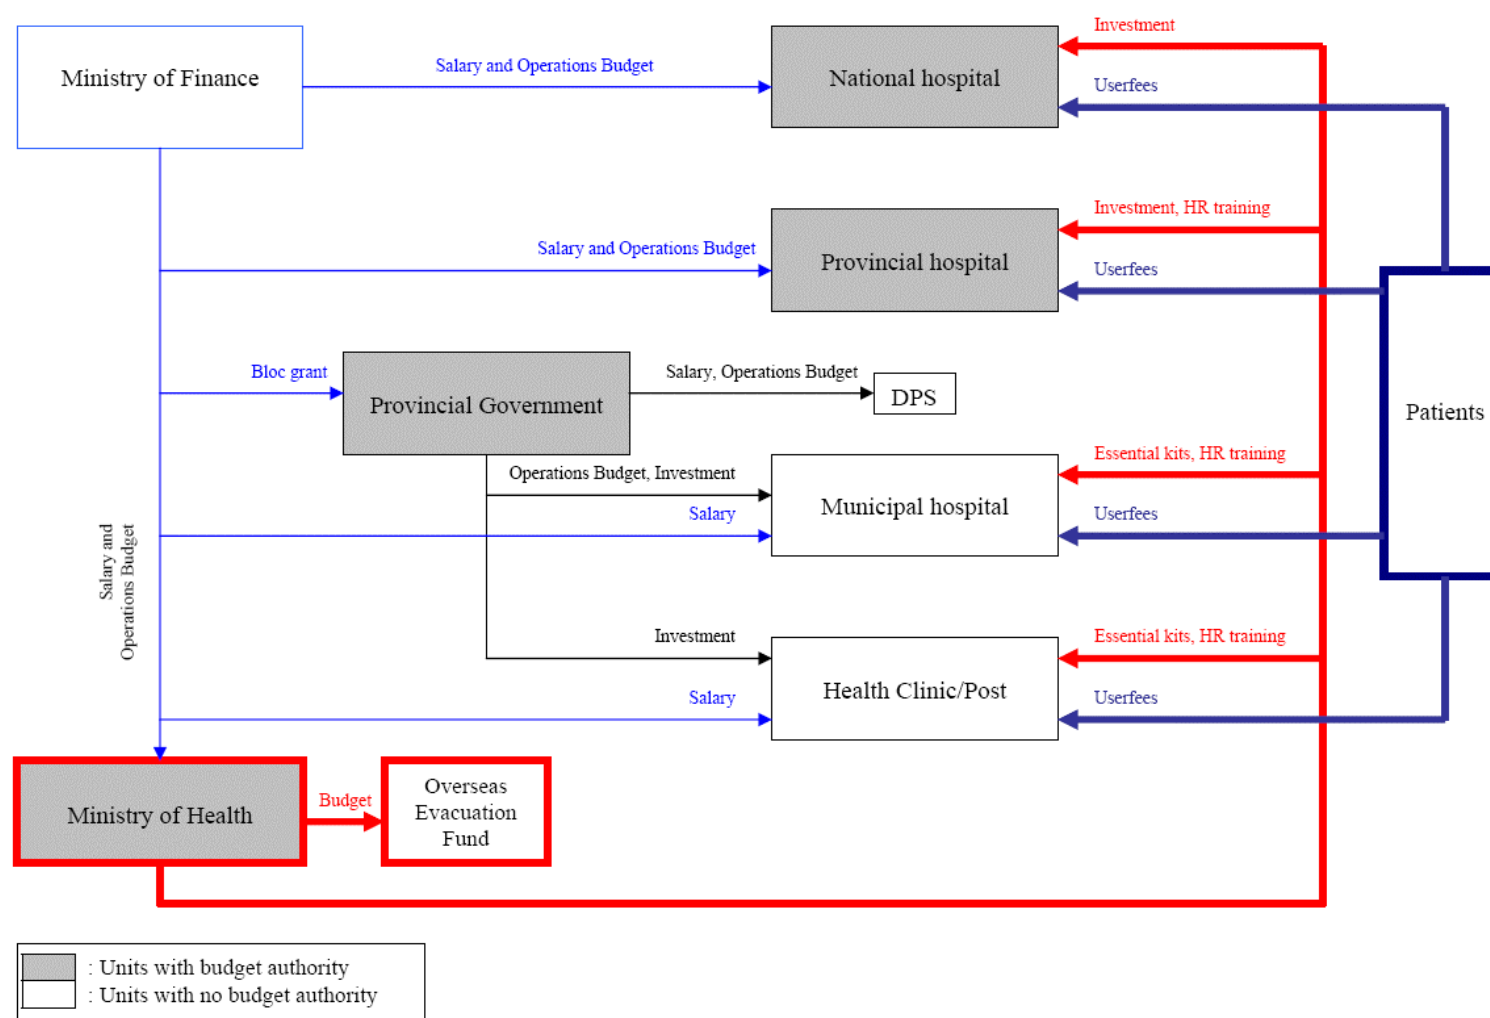 Investment
Ministry of Finance
Salary and Operations Budget
National hospital
Userfees
Investment, HR training
Salary and Operations Budget
Provincial hospital
Userfees
Bloc grant
Provincial Government
Salary, Operations Budget
DPS
Patients
Operations Budget, Investment
Essential kits, HR training
Municipal hospital
Salary
Userfees
Salary and
Operations Budget
Investment
Essential kits, HR training
Health Clinic/Post
Salary
Userfees
Ministry of Health
Budget
Overseas
Evacuation
Fund
: Units with budget authority
: Units with no budget authority